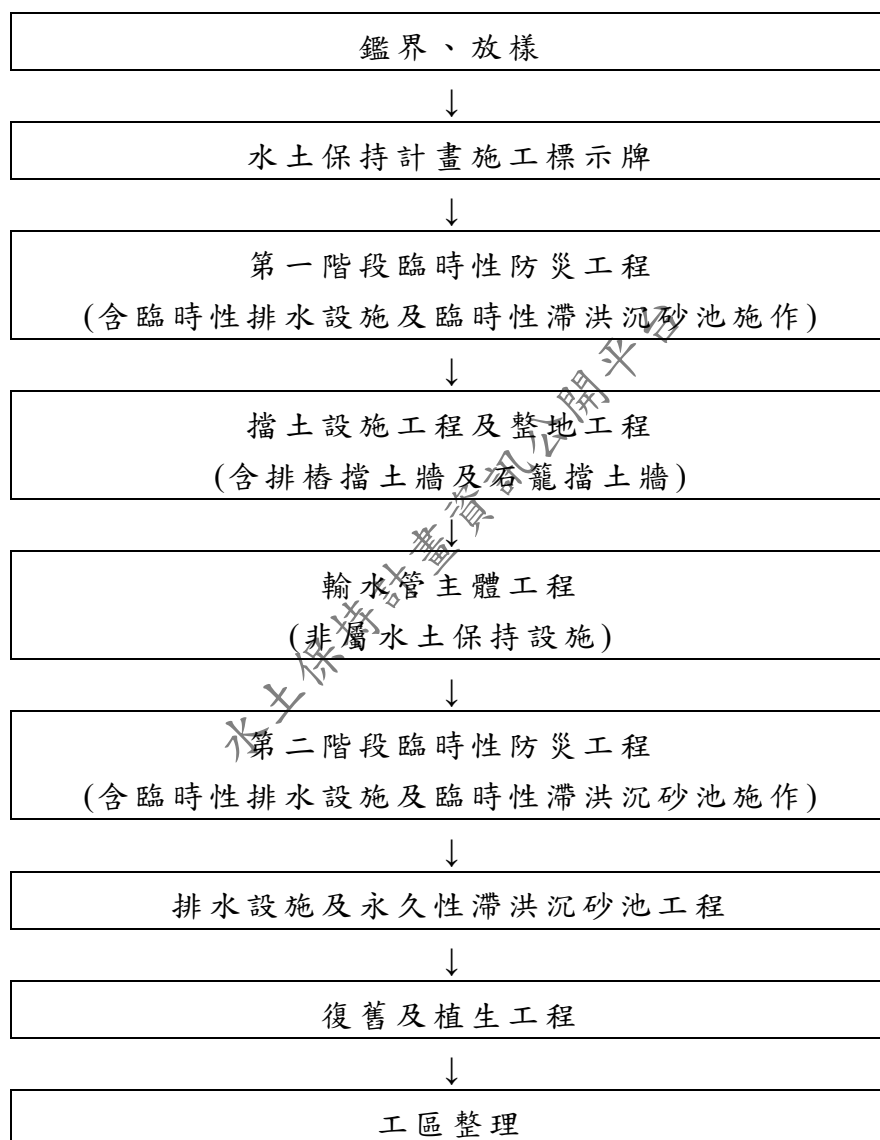 鑑界、放樣
↓
水土保持計畫施工標示牌
↓
第一階段臨時性防災工程
(含臨時性排水設施及臨時性滯洪沉砂池施作)
↓
擋土設施工程及整地工程
(含排樁擋土牆及石籠擋土牆)
↓
輸水管主體工程
(非屬水土保持設施)
↓
第二階段臨時性防災工程
(含臨時性排水設施及臨時性滯洪沉砂池施作)
↓
排水設施及永久性滯洪沉砂池工程
↓
復舊及植生工程
↓
工區整理
水土保持計畫資訊公開平台